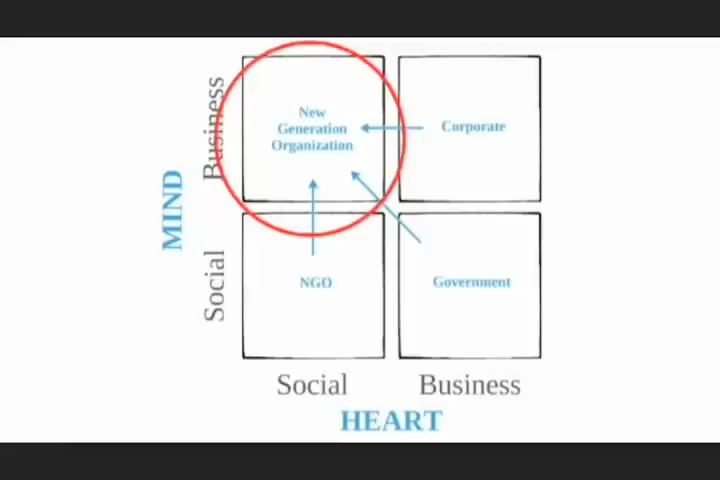 MIND
Business
Social
New
Generation
Organization
Corporate
NGO
Government
Social
Business
HEART